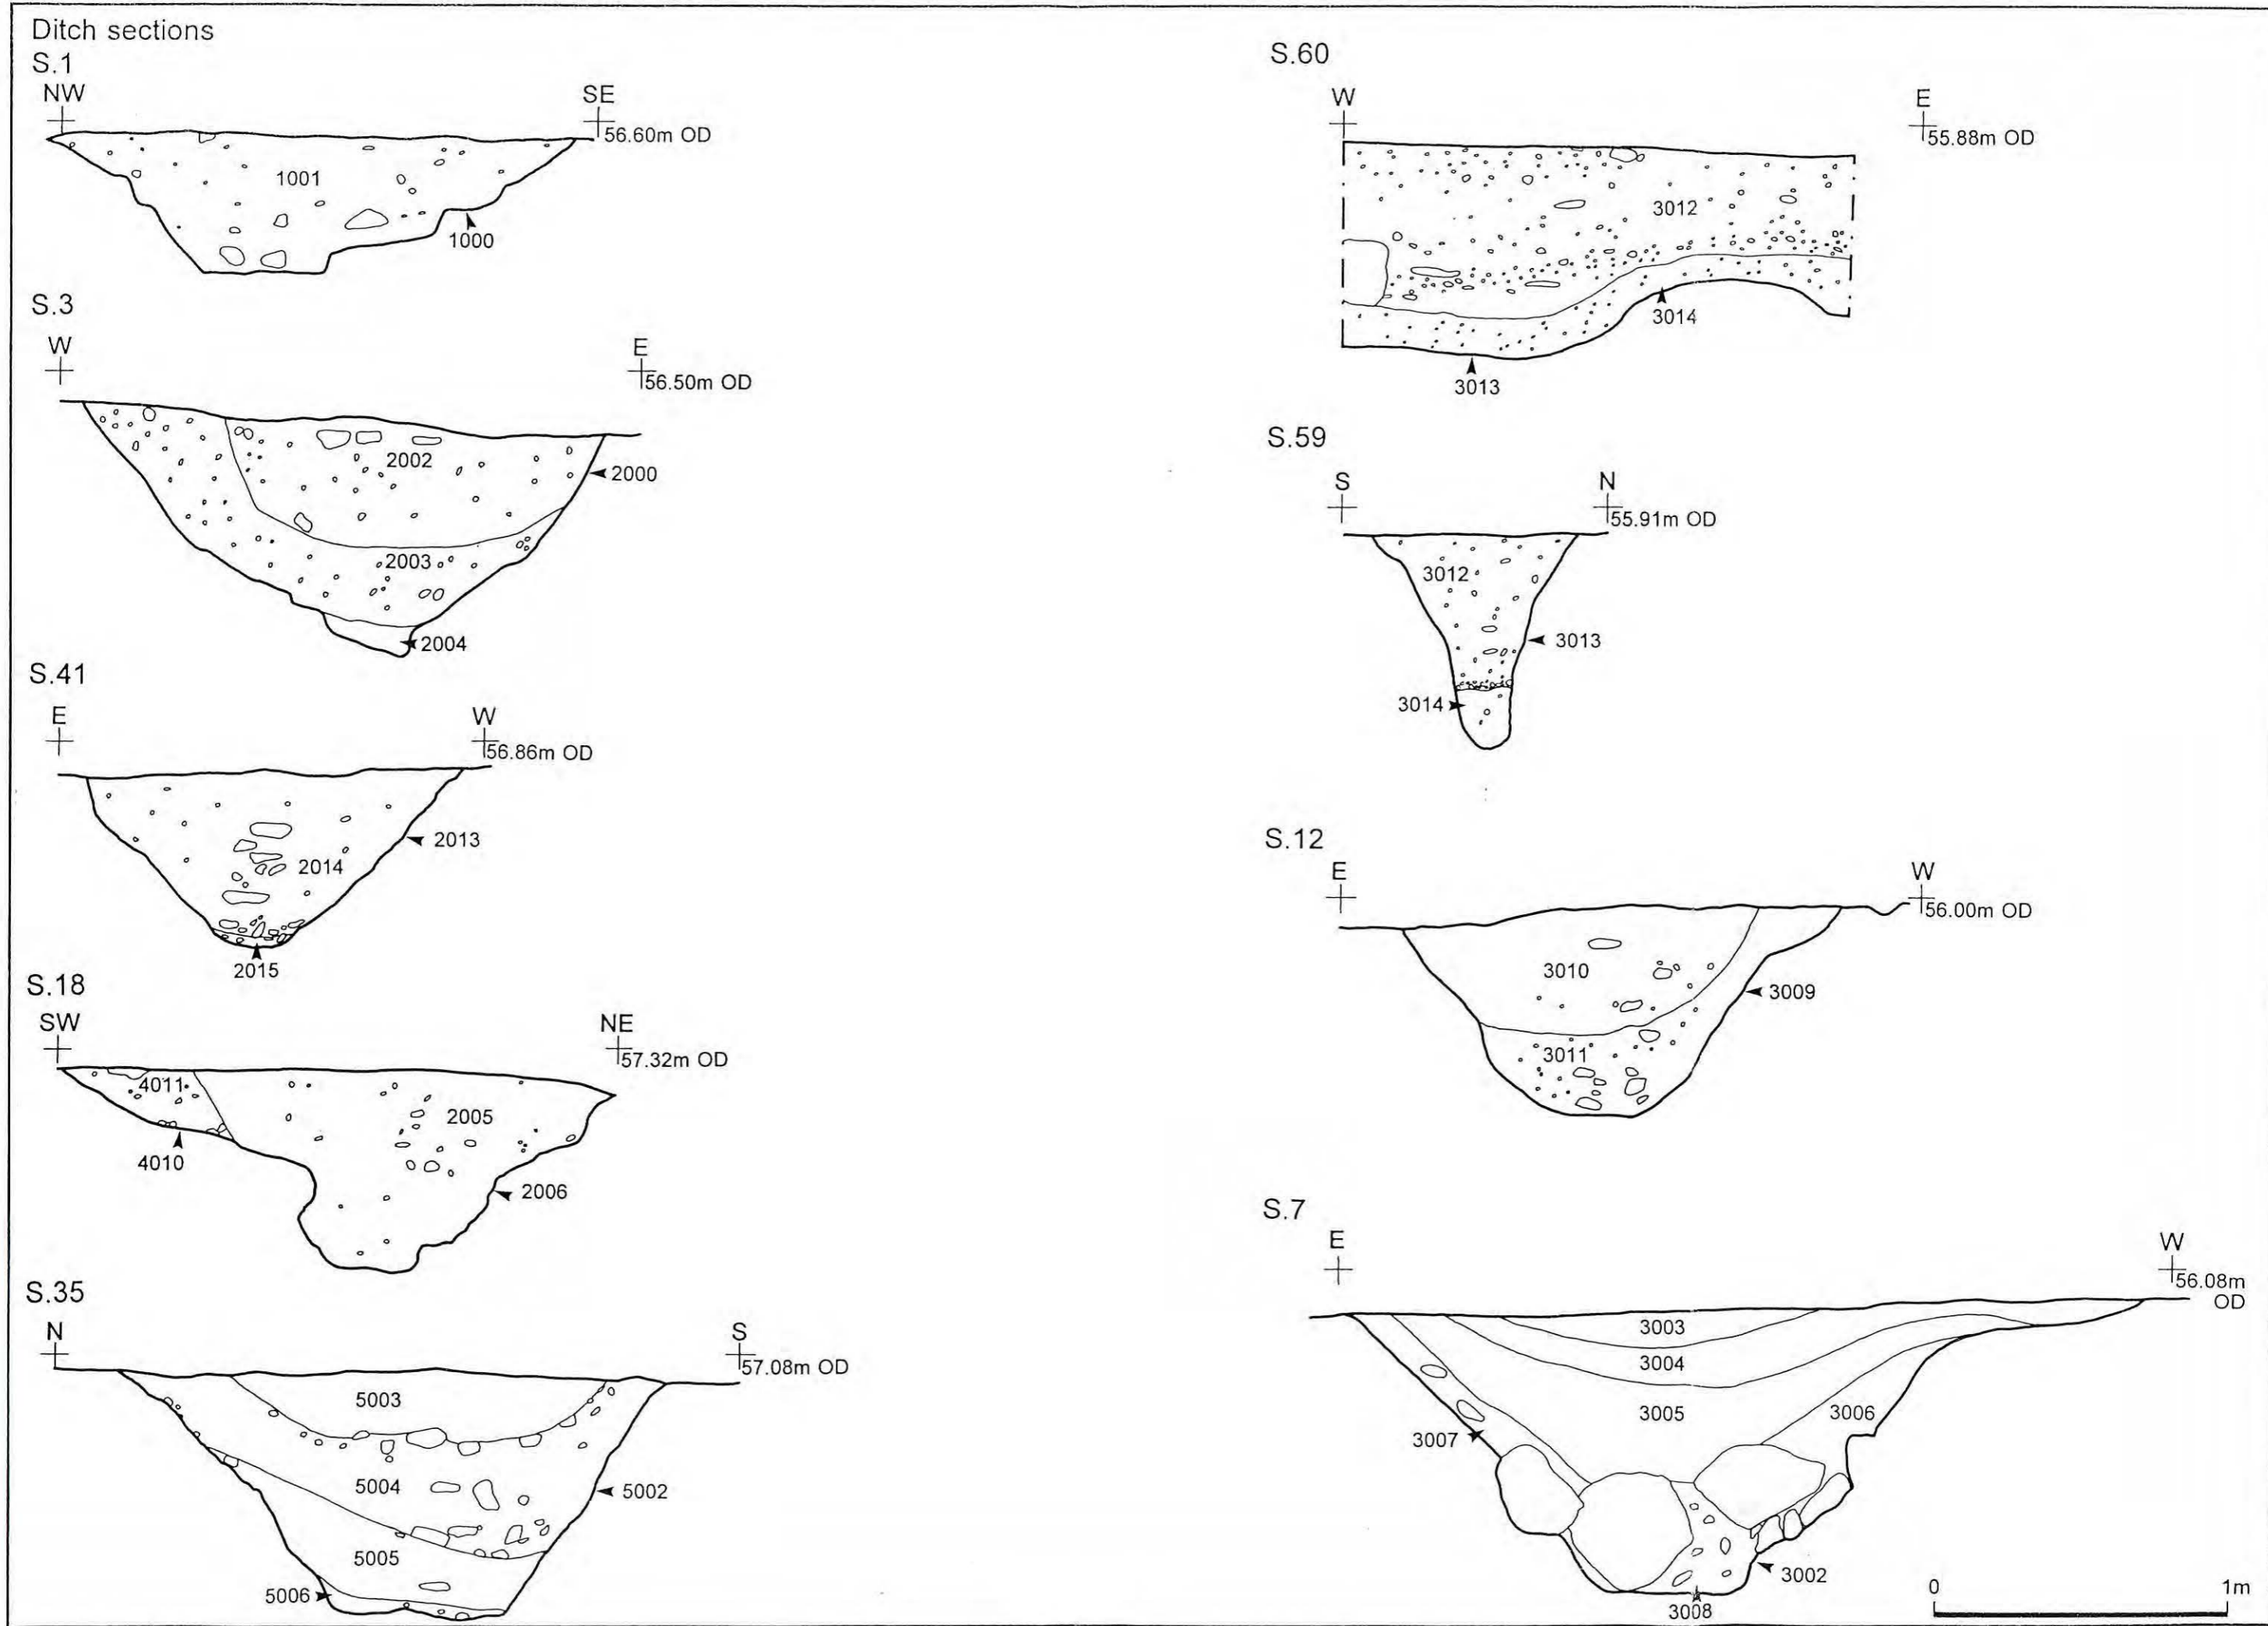 Ditch sections
S.1
NW
SE
56.60m OD
1001
1000
S.3
W
E
56.50m OD
2002
2000
2003
2004
S.41
E
W
56.86m OD
2013
2014
2015
S.18
SW
NE
57.32m OD
4011
2005
4010
2006
S.35
N
S
57.08m OD
5003
5004
5002
5005
5006
S.60
W
E
55.88m OD
3012
3014
3013
S.59
S
N
55.91m OD
3012
3013
3014
S.12
E
W
56.00m OD
3010
3009
3011
S.7
E
W
56.08m
OD
3003
3004
3005
3006
3007
3002
3008
0
1m